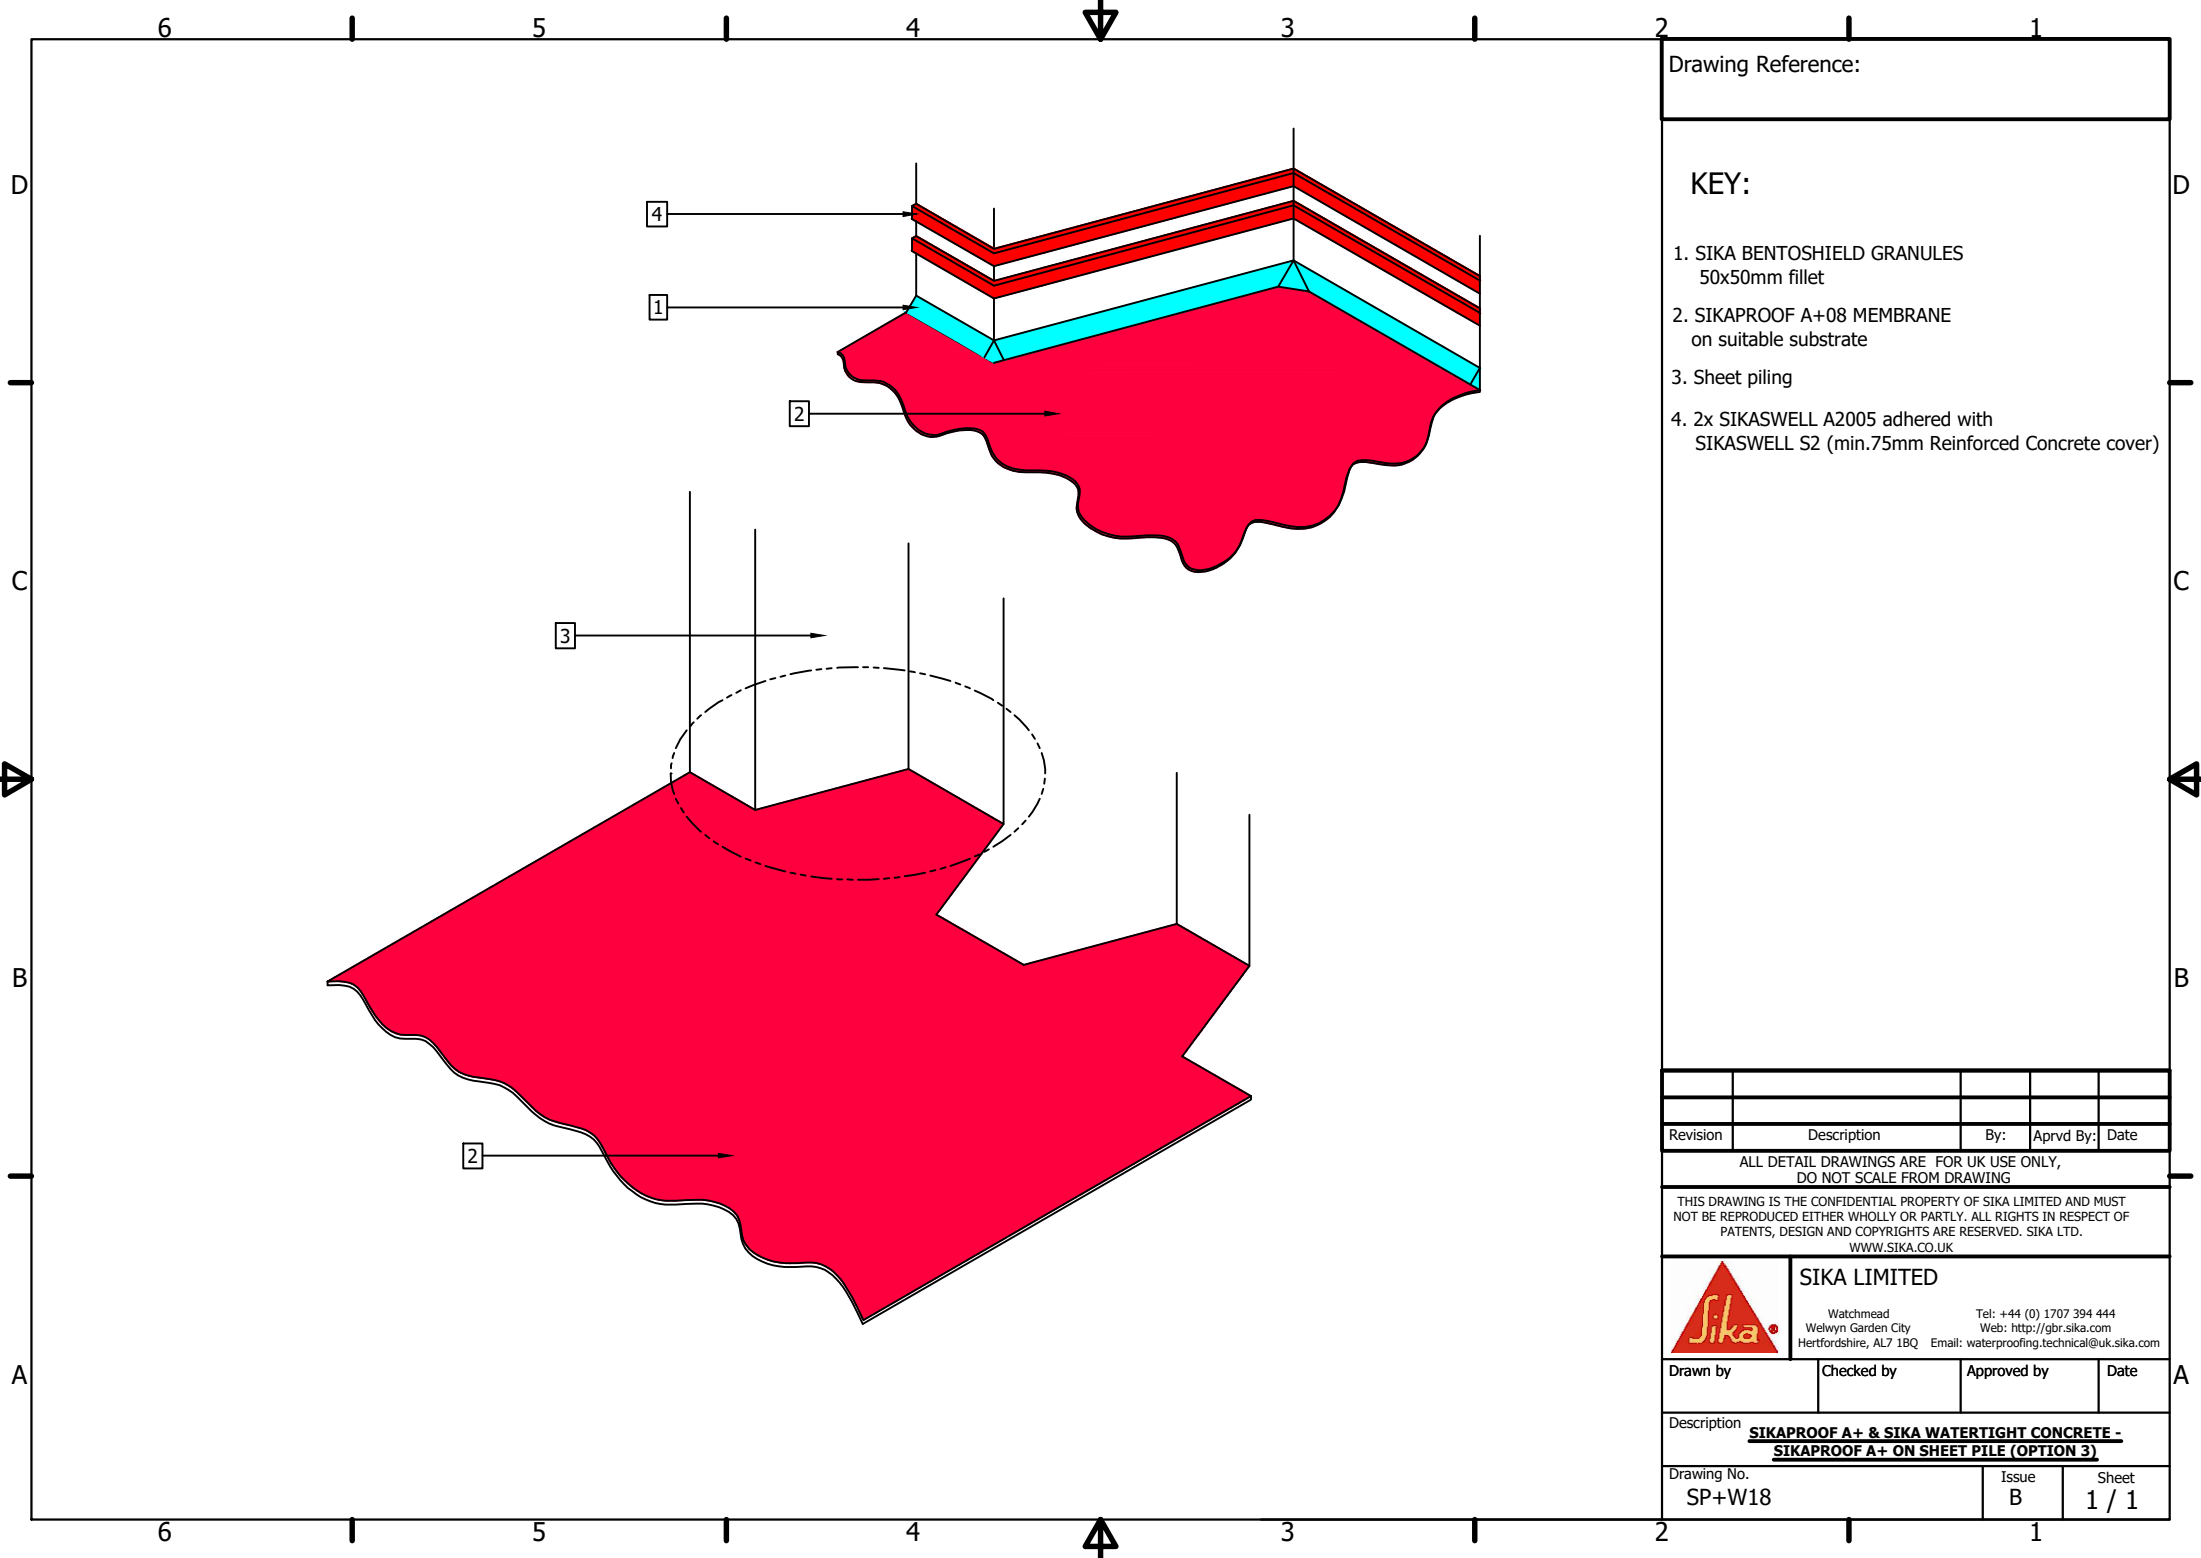 6 5 4 3 2 1
Drawing Reference:
D
D
KEY:
1. SIKA BENTOSHIELD GRANULES
50x50mm fillet
2. SIKAPROOF A+08 MEMBRANE
on suitable substrate
3. Sheet piling
4. 2x SIKASWELL A2005 adhered with
SIKASWELL S2 (min.75mm Reinforced Concrete cover)
4
1
2
C
C
3
B
B
2
Revision Description By: Aprvd By: Date
ALL DETAIL DRAWINGS ARE FOR UK USE ONLY,
DO NOT SCALE FROM DRAWING
THIS DRAWING IS THE CONFIDENTIAL PROPERTY OF SIKA LIMITED AND MUST
NOT BE REPRODUCED EITHER WHOLLY OR PARTLY. ALL RIGHTS IN RESPECT OF
PATENTS, DESIGN AND COPYRIGHTS ARE RESERVED. SIKA LTD.
WWW.SIKA.CO.UK
Sika®
SIKA LIMITED
Watchmead
Welwyn Garden City
Hertfordshire, AL7 1BQ
Tel: +44 (0) 1707 394 444
Web: http://gbr.sika.com
Email: waterproofing.technical@uk.sika.com
A
A
Drawn by Checked by Approved by Date
Description
SIKAPROOF A+ & SIKA WATERTIGHT CONCRETE -
SIKAPROOF A+ ON SHEET PILE (OPTION 3)
Drawing No.
SP+W18
Issue
B
Sheet
1 / 1
6 5 4 3 2 1